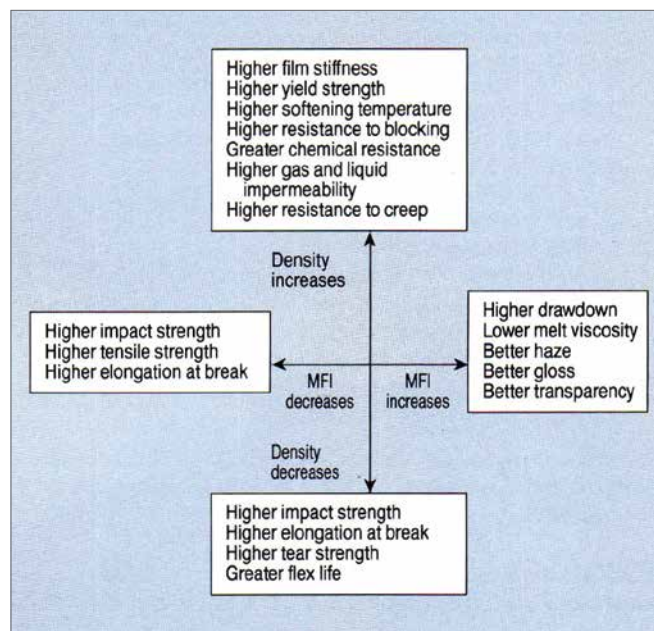 Higher film stiffness
Higher yield strength
Higher softening temperature
Higher resistance to blocking
Greater chemical resistance
Higher gas and liquid
impermeability
Higher resistance to creep
Density
increases
Higher impact strength
Higher tensile strength
Higher elongation at break
MFI
decreases
MFI
increases
Higher drawdown
Lower melt viscosity
Better haze
Better gloss
Better transparency
Density
decreases
Higher impact strength
Higher elongation at break
Higher tear strength
Greater flex life